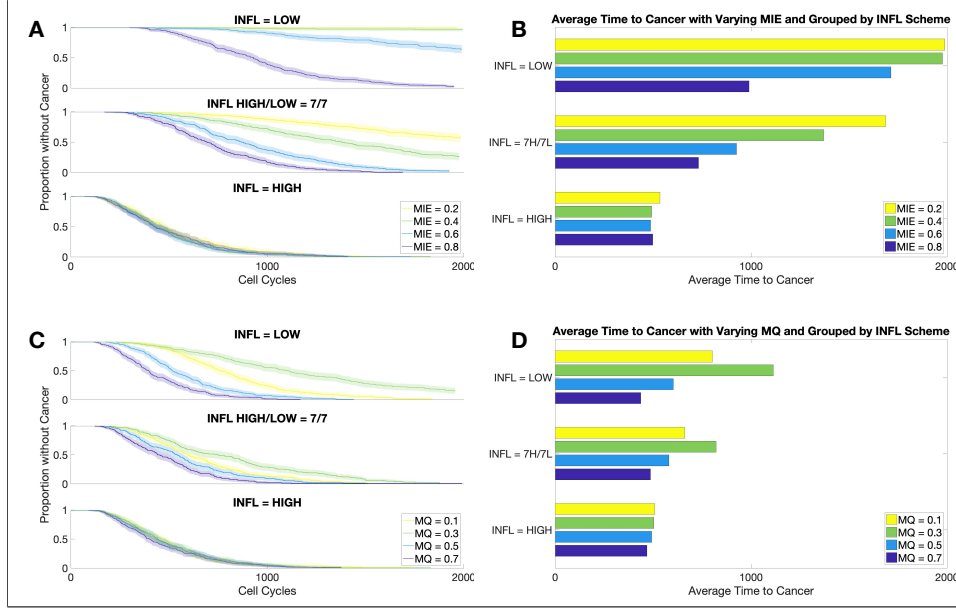 A
INFL = LOW
1
0.5
0
INFL HIGH/LOW = 7/7
1
0.5
0
INFL = HIGH
1
0.5
0
MIE = 0.2
MIE = 0.4
MIE = 0.6
MIE = 0.8
0 1000 2000
Cell Cycles
Proportion without Cancer
B
Average Time to Cancer with Varying MIE and Grouped by INFL Scheme
INFL = LOW
INFL = 7H/7L
INFL = HIGH
MIE = 0.2
MIE = 0.4
MIE = 0.6
MIE = 0.8
0 1000 2000
Average Time to Cancer
C
INFL = LOW
1
0.5
0
INFL HIGH/LOW = 7/7
1
0.5
0
INFL = HIGH
1
0.5
0
MQ = 0.1
MQ = 0.3
MQ = 0.5
MQ = 0.7
0 1000 2000
Cell Cycles
Proportion without Cancer
D
Average Time to Cancer with Varying MQ and Grouped by INFL Scheme
INFL = LOW
INFL = 7H/7L
INFL = HIGH
MQ = 0.1
MQ = 0.3
MQ = 0.5
MQ = 0.7
0 1000 2000
Average Time to Cancer